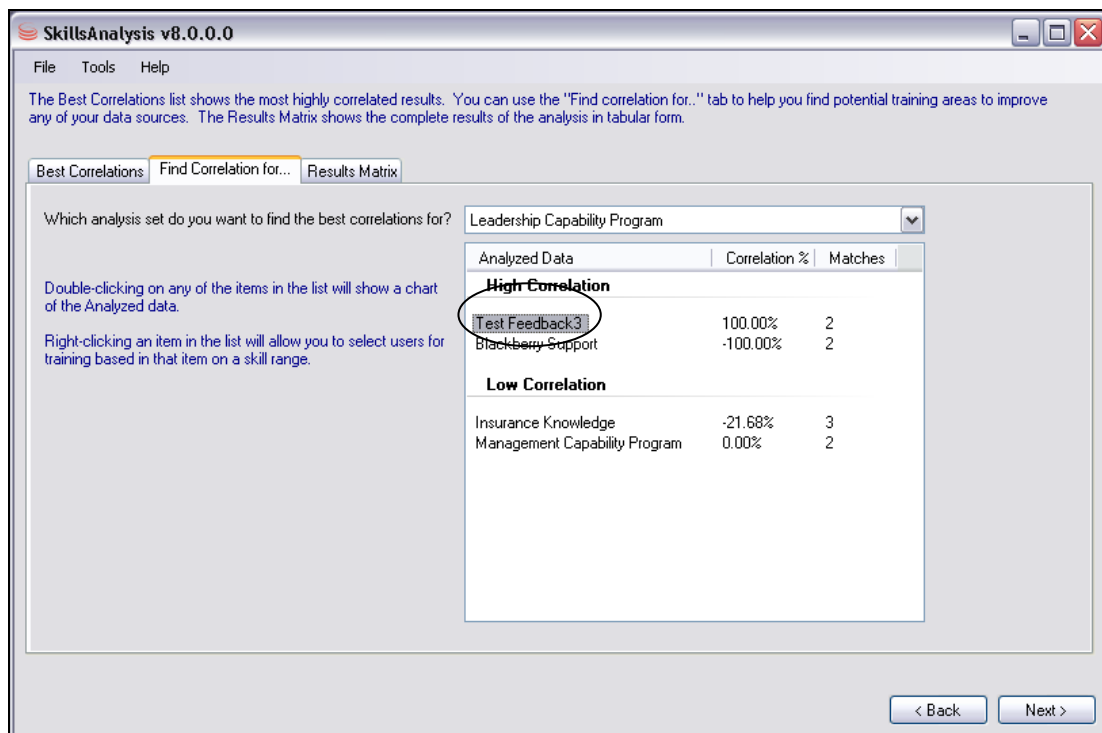 SkillsAnalysis v8.0.0.0
File Tools Help
The Best Correlations list shows the most highly correlated results. You can use the "Find correlation for.." tab to help you find potential training areas to improve
any of your data sources. The Results Matrix shows the complete results of the analysis in tabular form.
Best Correlations Find Correlation for... Results Matrix
Which analysis set do you want to find the best correlations for? Leadership Capability Program
Analyzed Data Correlation % Matches
High Correlation
Double-clicking on any of the items in the list will show a chart
of the Analyzed data.
Test Feedback3 100.00% 2
Right-clicking an item in the list will allow you to select users for
training based in that item on a skill range.
Blackberry Support -100.00% 2
Low Correlation
Insurance Knowledge -21.68% 3
Management Capability Program 0.00% 2
< Back Next >